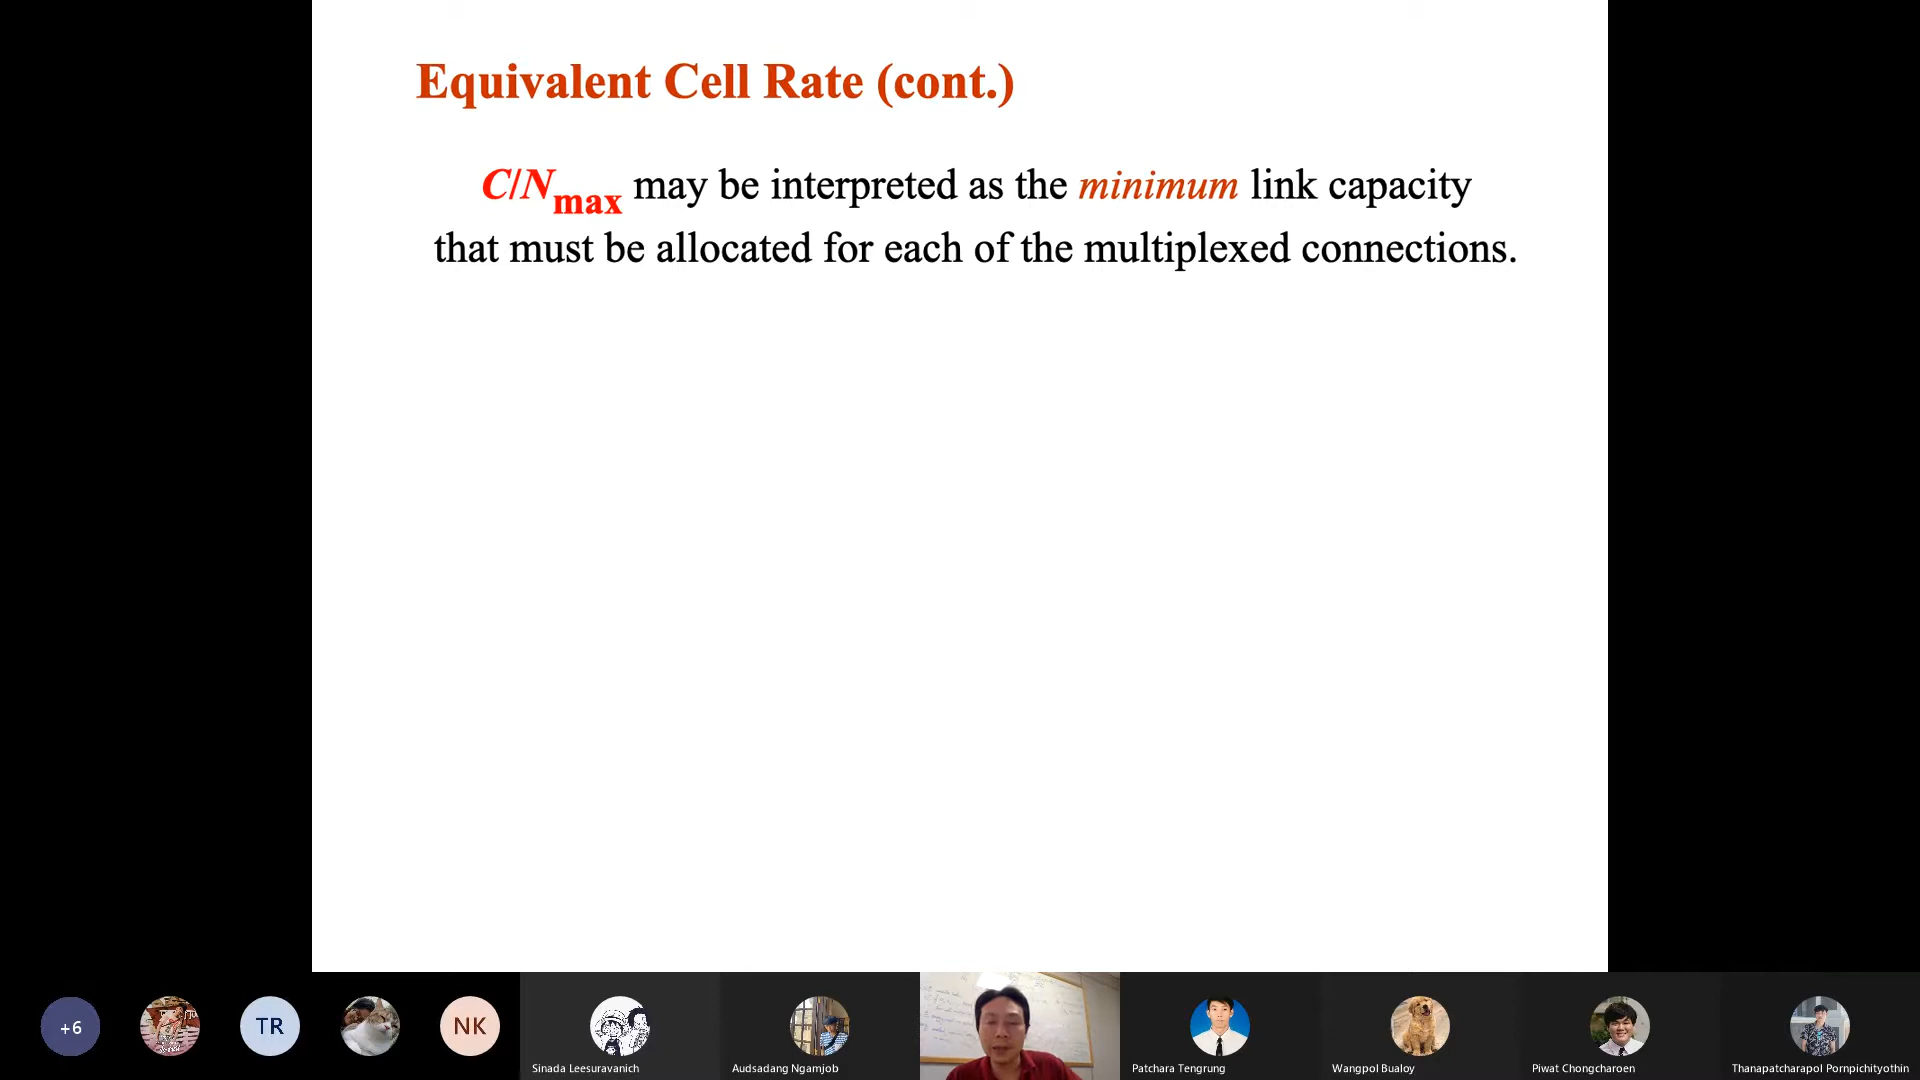 Equivalent Cell Rate (cont.)
C/Nmax may be interpreted as the minimum link capacity
that must be allocated for each of the multiplexed connections.
+6
TR
NK
Sinada Leesuravanich
Audsadang Ngamjob
Patchara Tengrung
Wangpol Bualoy
Piwat Chongcharoen
Thanapatcharapol Pornpichityothin